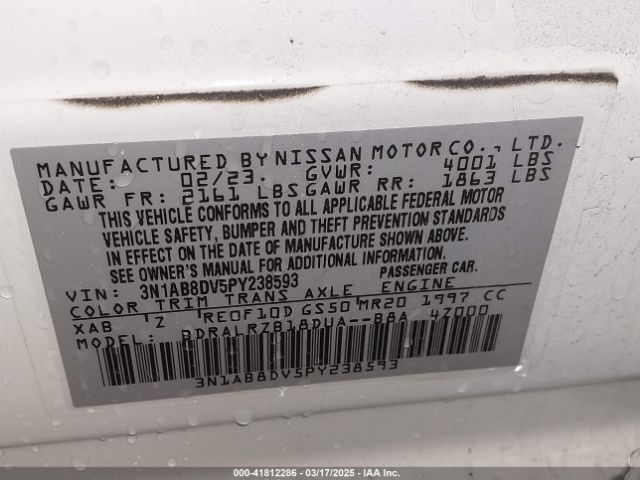 MANUFACTURED BY NISSAN MOTOR CO., LTD.
DATE: 02/23. GVWR: 4001 LBS
GAWR FR: 2161 LBS GAWR RR: 1863 LBS
THIS VEHICLE CONFORMS TO ALL APPLICABLE FEDERAL MOTOR
VEHICLE SAFETY, BUMPER AND THEFT PREVENTION STANDARDS
IN EFFECT ON THE DATE OF MANUFACTURE SHOWN ABOVE.
SEE OWNER'S MANUAL FOR ADDITIONAL INFORMATION.
VIN: 3N1AB8DV5PY238593 PASSENGER CAR.
COLOR TRIM TRANS AXLE ENGINE
XAB Z RE0F10D GS50 MR20 1997 CC
MODEL: BDRALRZB18DUA--B8A 4Z000
3N1AB8DV5PY238593
000-41812286 - 03/17/2025 - IAA Inc.